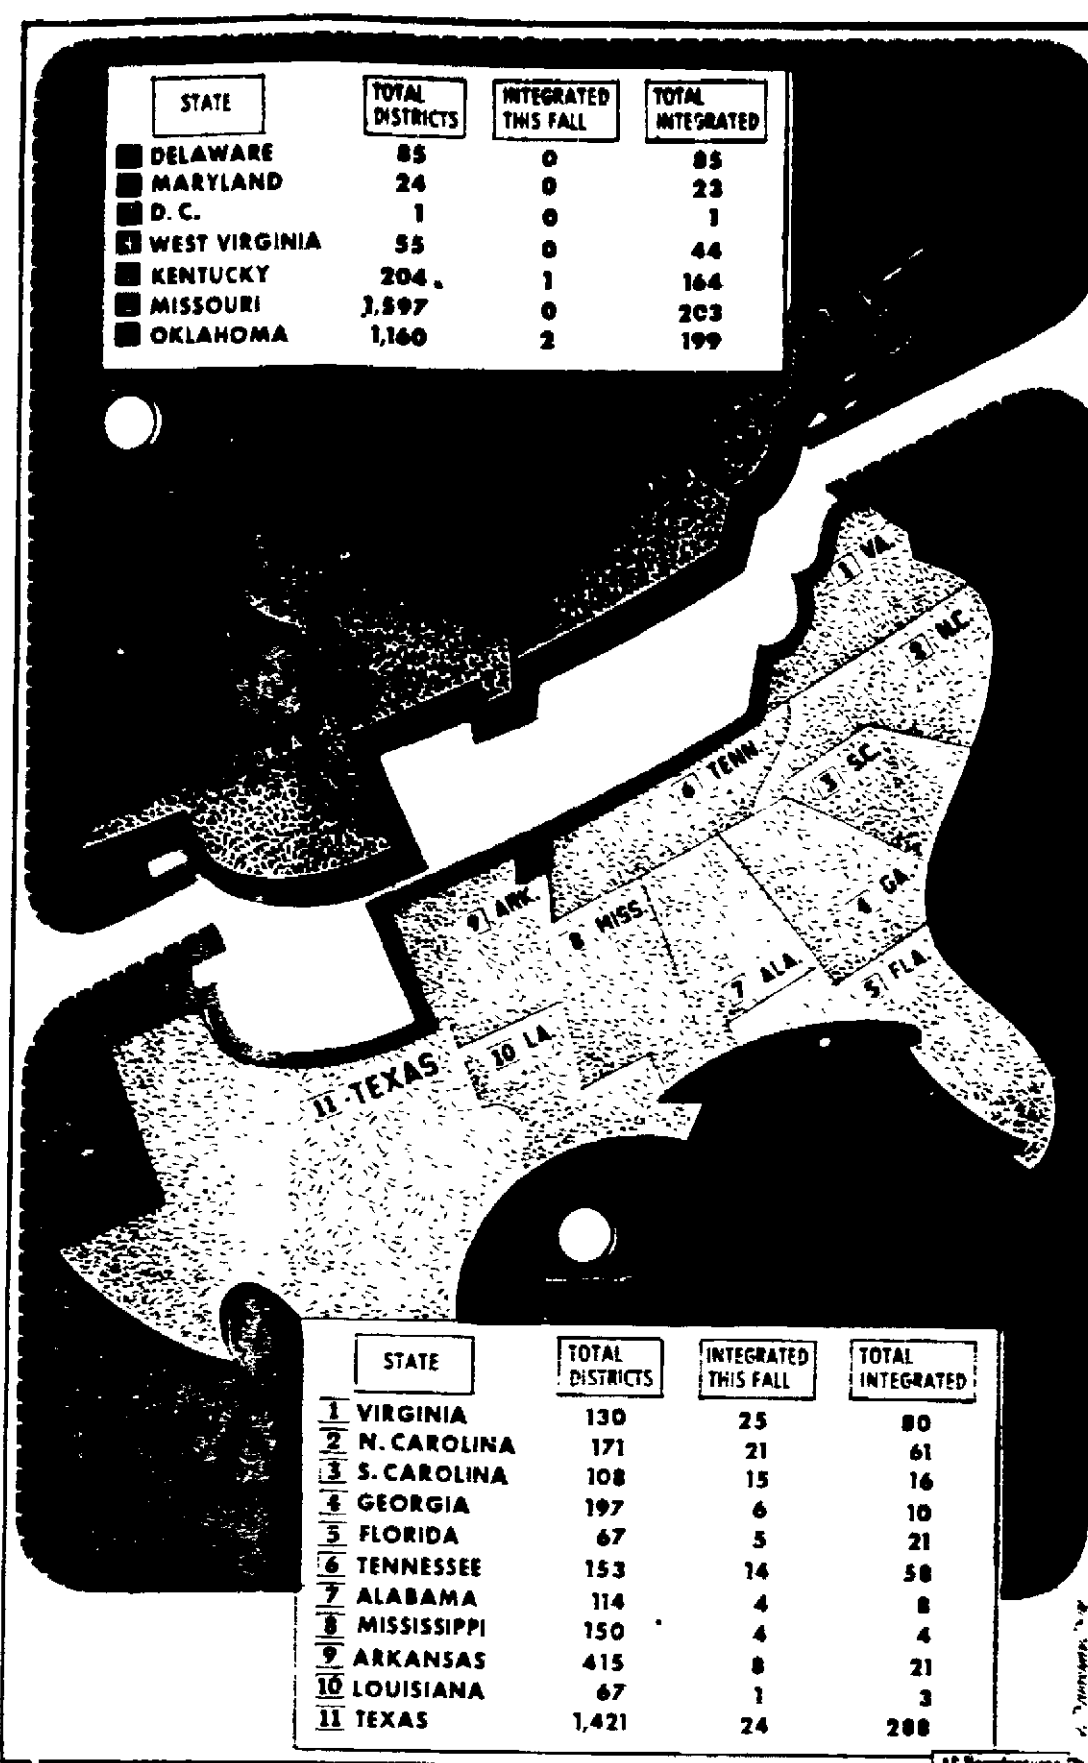 STATE TOTAL DISTRICTS INTEGRATED THIS FALL TOTAL INTEGRATED
DELAWARE 85 0 85
MARYLAND 24 0 23
D. C. 1 0 1
WEST VIRGINIA 55 0 44
KENTUCKY 204 1 164
MISSOURI 1,597 0 203
OKLAHOMA 1,160 2 199
1 VA.
2 N.C.
3 S.C.
6 TENN.
4 GA.
9 ARK.
8 MISS.
7 ALA.
5 FLA.
10 LA.
11 - TEXAS
STATE TOTAL DISTRICTS INTEGRATED THIS FALL TOTAL INTEGRATED
1 VIRGINIA 130 25 80
2 N. CAROLINA 171 21 61
3 S. CAROLINA 108 15 16
4 GEORGIA 197 6 10
5 FLORIDA 67 5 21
6 TENNESSEE 153 14 58
7 ALABAMA 114 4 8
8 MISSISSIPPI 150 4 4
9 ARKANSAS 415 8 21
10 LOUISIANA 67 1 3
11 TEXAS 1,421 24 288